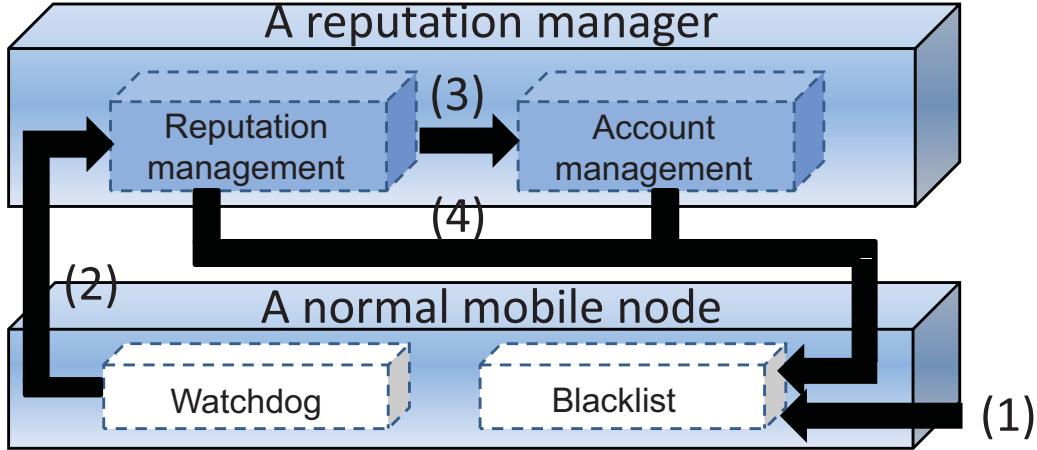 A reputation manager
(3)
Reputation
management
Account
management
(4)
(2)
A normal mobile node
Watchdog
Blacklist
(1)